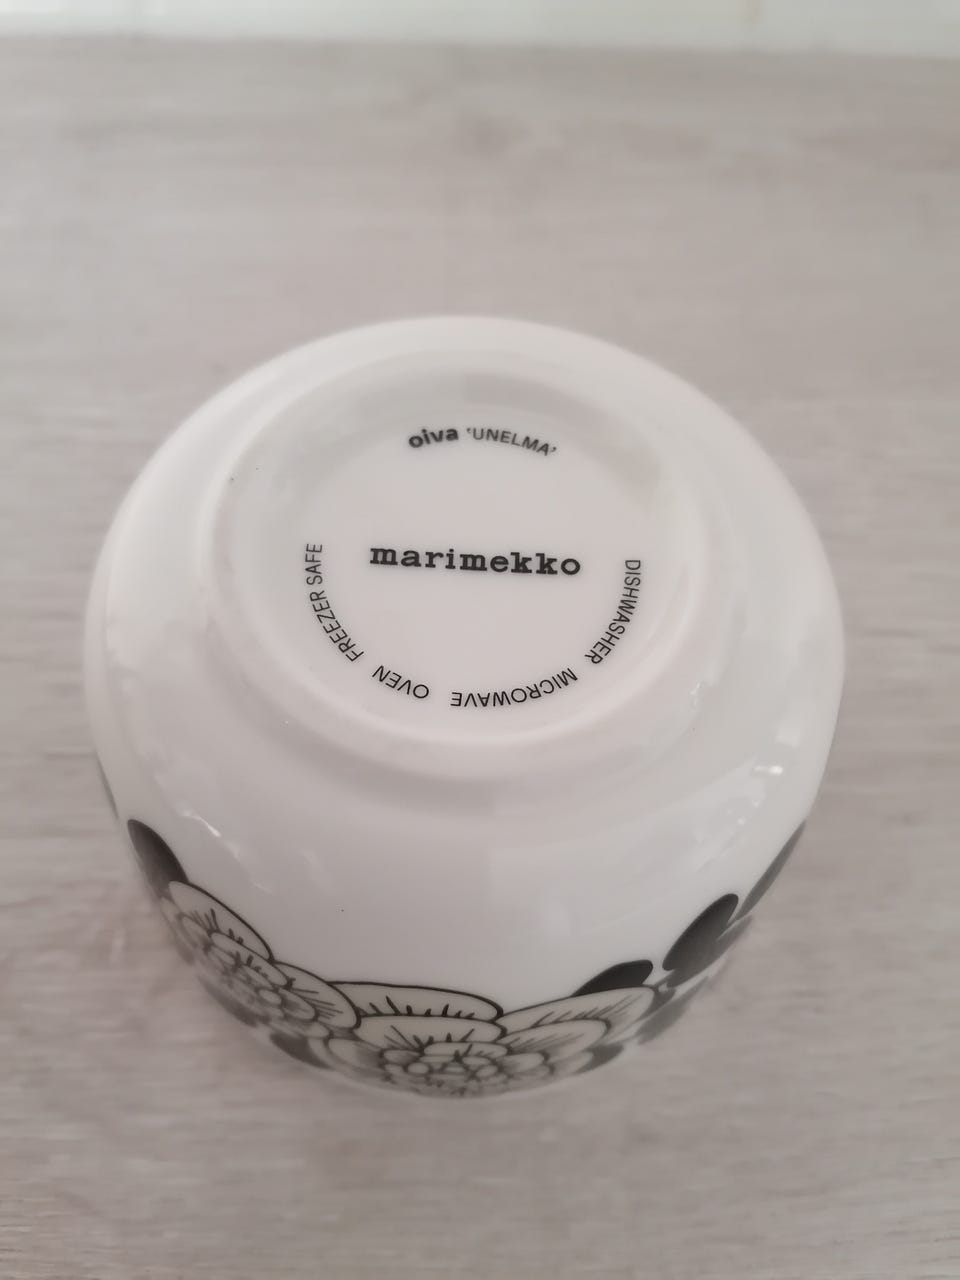 oiva 'UNELMA'
marimekko
DISHWASHER MICROWAVE OVEN FREEZER SAFE